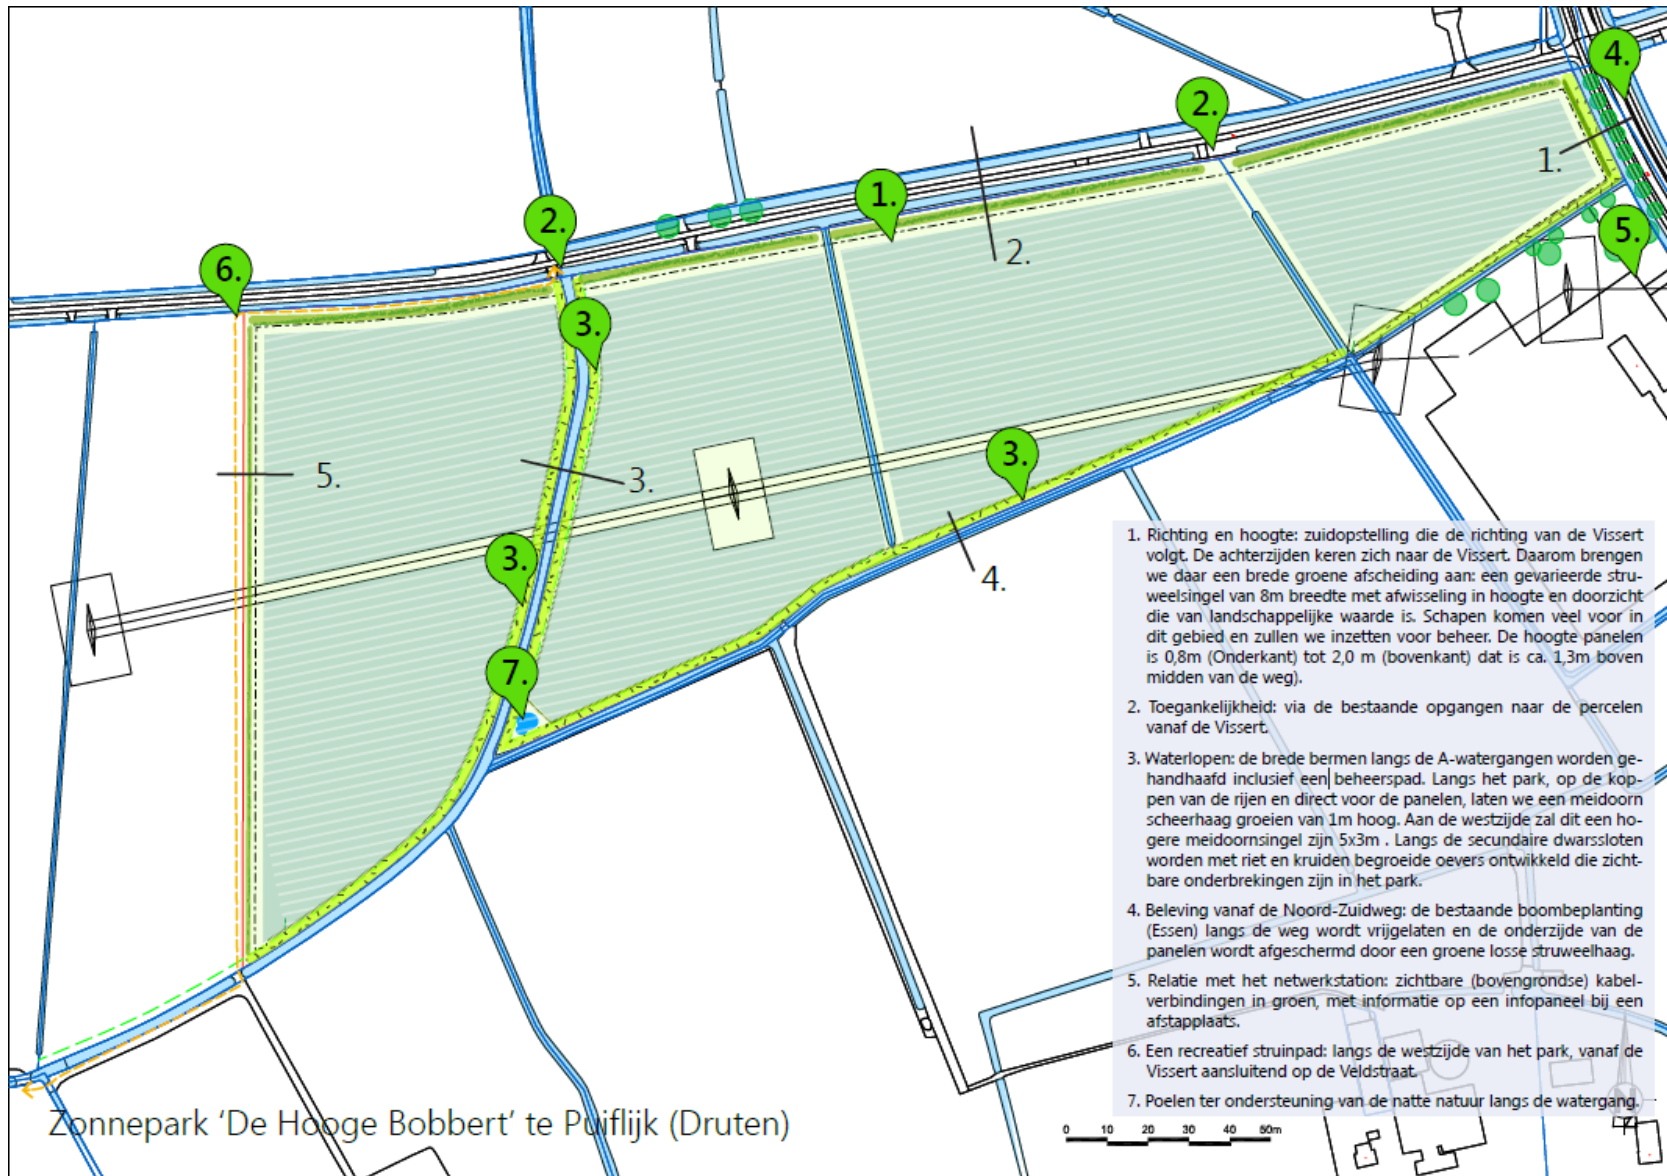 4.
2.
1.
1.
2.
2.
5.
6.
3.
5.
3.
3.
3.
4.
7.
1. Richting en hoogte: zuidopstelling die de richting van de Vissert
volgt. De achterzijden keren zich naar de Vissert. Daarom brengen
we daar een brede groene afscheiding aan: een gevarieerde stru-
weelsingel van 8m breedte met afwisseling in hoogte en doorzicht
die van landschappelijke waarde is. Schapen komen veel voor in
dit gebied en zullen we inzetten voor beheer. De hoogte panelen
is 0,8m (Onderkant) tot 2,0 m (bovenkant) dat is ca. 1,3m boven
midden van de weg).
2. Toegankelijkheid: via de bestaande opgangen naar de percelen
vanaf de Vissert.
3. Waterlopen: de brede bermen langs de A-watergangen worden ge-
handhaafd inclusief een beheerspad. Langs het park, op de kop-
pen van de rijen en direct voor de panelen, laten we een meidoorn
scheerhaag groeien van 1m hoog. Aan de westzijde zal dit een ho-
gere meidoornsingel zijn 5x3m . Langs de secundaire dwarssloten
worden met riet en kruiden begroeide oevers ontwikkeld die zicht-
bare onderbrekingen zijn in het park.
4. Beleving vanaf de Noord-Zuidweg: de bestaande boombeplanting
(Essen) langs de weg wordt vrijgelaten en de onderzijde van de
panelen wordt afgeschermd door een groene losse struweelhaag.
5. Relatie met het netwerkstation: zichtbare (bovengrondse) kabel-
verbindingen in groen, met informatie op een infopaneel bij een
afstapplaats.
6. Een recreatief struinpad: langs de westzijde van het park, vanaf de
Vissert aansluitend op de Veldstraat.
7. Poelen ter ondersteuning van de natte natuur langs de watergang.
Zonnepark 'De Hooge Bobbert' te Puiflijk (Druten)
0 10 20 30 40 50m
N